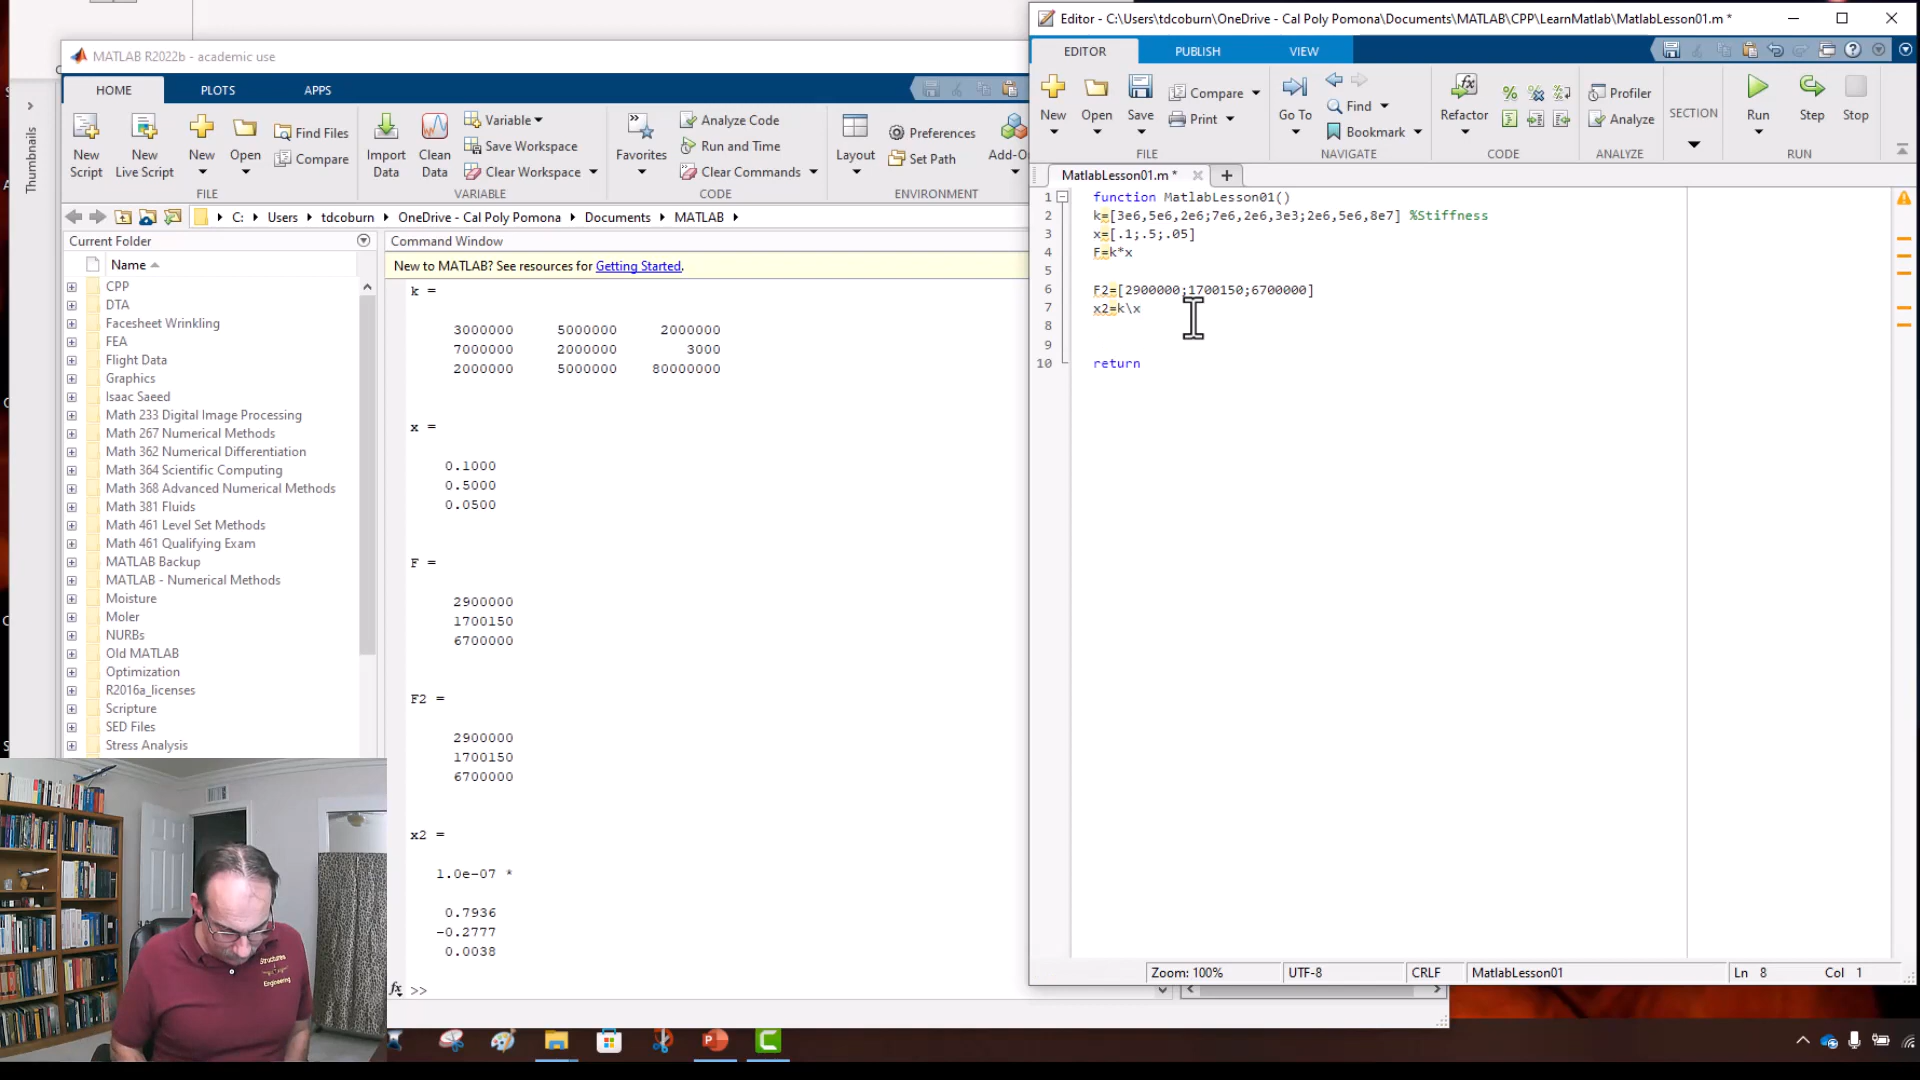 Editor - C:\Users\tdcoburn\OneDrive - Cal Poly Pomona\Documents\MATLAB\CPP\LearnMatlab\MatlabLesson01.m *
EDITOR PUBLISH VIEW
New Open Save Compare Print
Go To Find Bookmark
Refactor Profiler Analyze
SECTION Run Step Stop
FILE NAVIGATE CODE ANALYZE RUN
MatlabLesson01.m *
1 function MatlabLesson01()
2 k=[3e6,5e6,2e6;7e6,2e6,3e3;2e6,5e6,8e7] %Stiffness
3 x=[.1;.5;.05]
4 F=k*x
5
6 F2=[2900000;1700150;6700000]
7 x2=k\x
8
9
10 return
Zoom: 100% UTF-8 CRLF MatlabLesson01 Ln 8 Col 1
Thumbnails
MATLAB R2022b - academic use
HOME PLOTS APPS
New Script
New Live Script
New Open Find Files Compare
Import Data
Clean Data
Variable
Save Workspace
Clear Workspace
Favorites
Analyze Code
Run and Time
Clear Commands
Layout Preferences Set Path Add-O
FILE VARIABLE CODE ENVIRONMENT
C: Users tdcoburn OneDrive - Cal Poly Pomona Documents MATLAB
Current Folder
Name
CPP
DTA
Facesheet Wrinkling
FEA
Flight Data
Graphics
Isaac Saeed
Math 233 Digital Image Processing
Math 267 Numerical Methods
Math 362 Numerical Differentiation
Math 364 Scientific Computing
Math 368 Advanced Numerical Methods
Math 381 Fluids
Math 461 Level Set Methods
Math 461 Qualifying Exam
MATLAB Backup
MATLAB - Numerical Methods
Moisture
Moler
NURBs
Old MATLAB
Optimization
R2016a_licenses
Scripture
SED Files
Stress Analysis
Command Window
New to MATLAB? See resources for Getting Started.
k =
3000000 5000000 2000000
7000000 2000000 3000
2000000 5000000 80000000
x =
0.1000
0.5000
0.0500
F =
2900000
1700150
6700000
F2 =
2900000
1700150
6700000
x2 =
1.0e-07 *
0.7936
-0.2777
0.0038
fx >>
Structures
Engineering